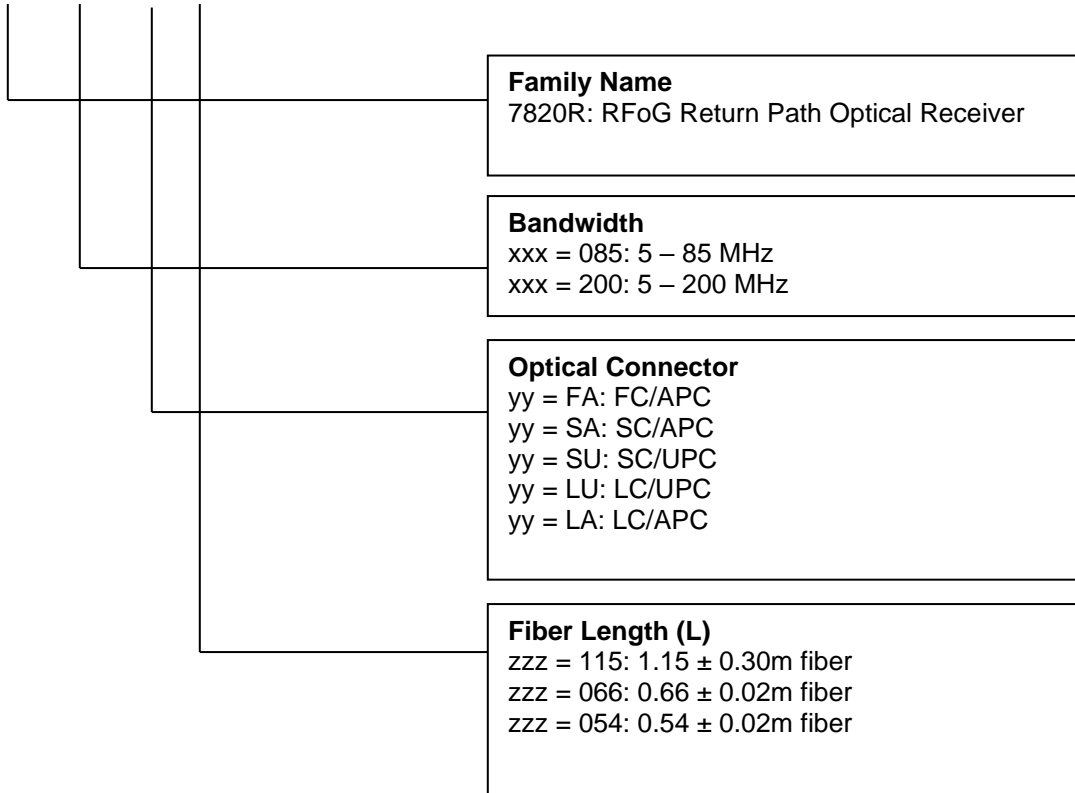 Family Name
7820R: RFoG Return Path Optical Receiver
Bandwidth
xxx = 085: 5 – 85 MHz
xxx = 200: 5 – 200 MHz
Optical Connector
yy = FA: FC/APC
yy = SA: SC/APC
yy = SU: SC/UPC
yy = LU: LC/UPC
yy = LA: LC/APC
Fiber Length (L)
zzz = 115: 1.15 ± 0.30m fiber
zzz = 066: 0.66 ± 0.02m fiber
zzz = 054: 0.54 ± 0.02m fiber